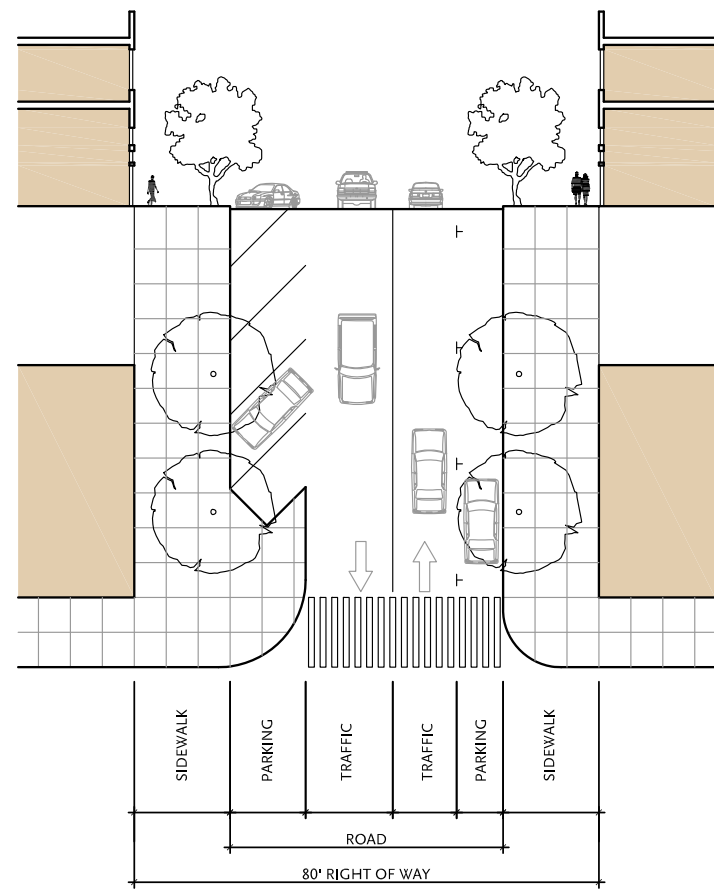 SIDEWALK
PARKING
TRAFFIC
TRAFFIC
PARKING
SIDEWALK
ROAD
80' RIGHT OF WAY